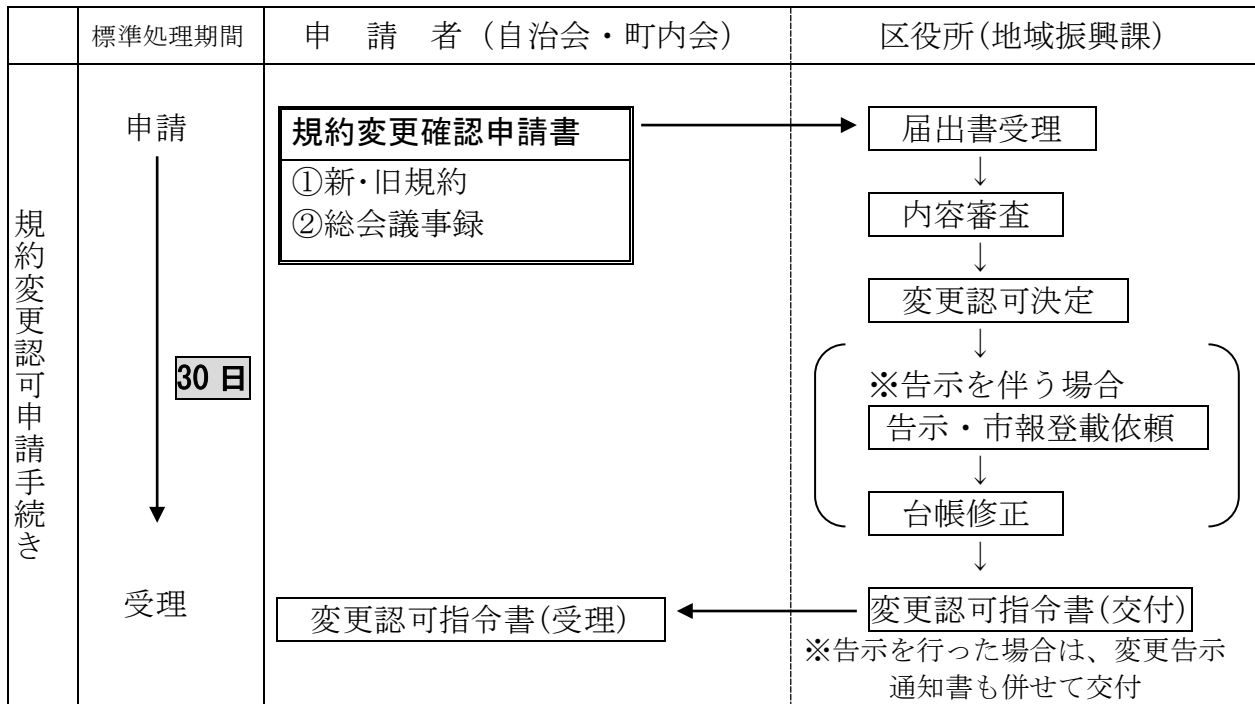 標準処理期間
申 請 者 (自治会・町内会)
区役所(地域振興課)
規約変更認可申請手続き
申請
30 日
受理
規約変更確認申請書
①新・旧規約
②総会議事録
届出書受理
↓
内容審査
↓
変更認可決定
↓
※告示を伴う場合
告示・市報登載依頼
↓
台帳修正
↓
変更認可指令書(交付)
変更認可指令書(受理)
※告示を行った場合は、変更告示
通知書も併せて交付